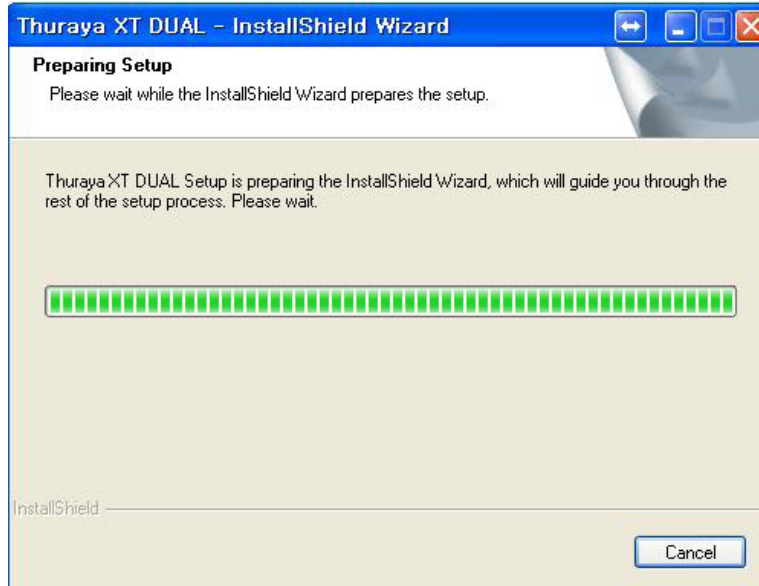 Thuraya XT DUAL - InstallShield Wizard
Preparing Setup
Please wait while the InstallShield Wizard prepares the setup.
Thuraya XT DUAL Setup is preparing the InstallShield Wizard, which will guide you through the
rest of the setup process. Please wait.
InstallShield
Cancel